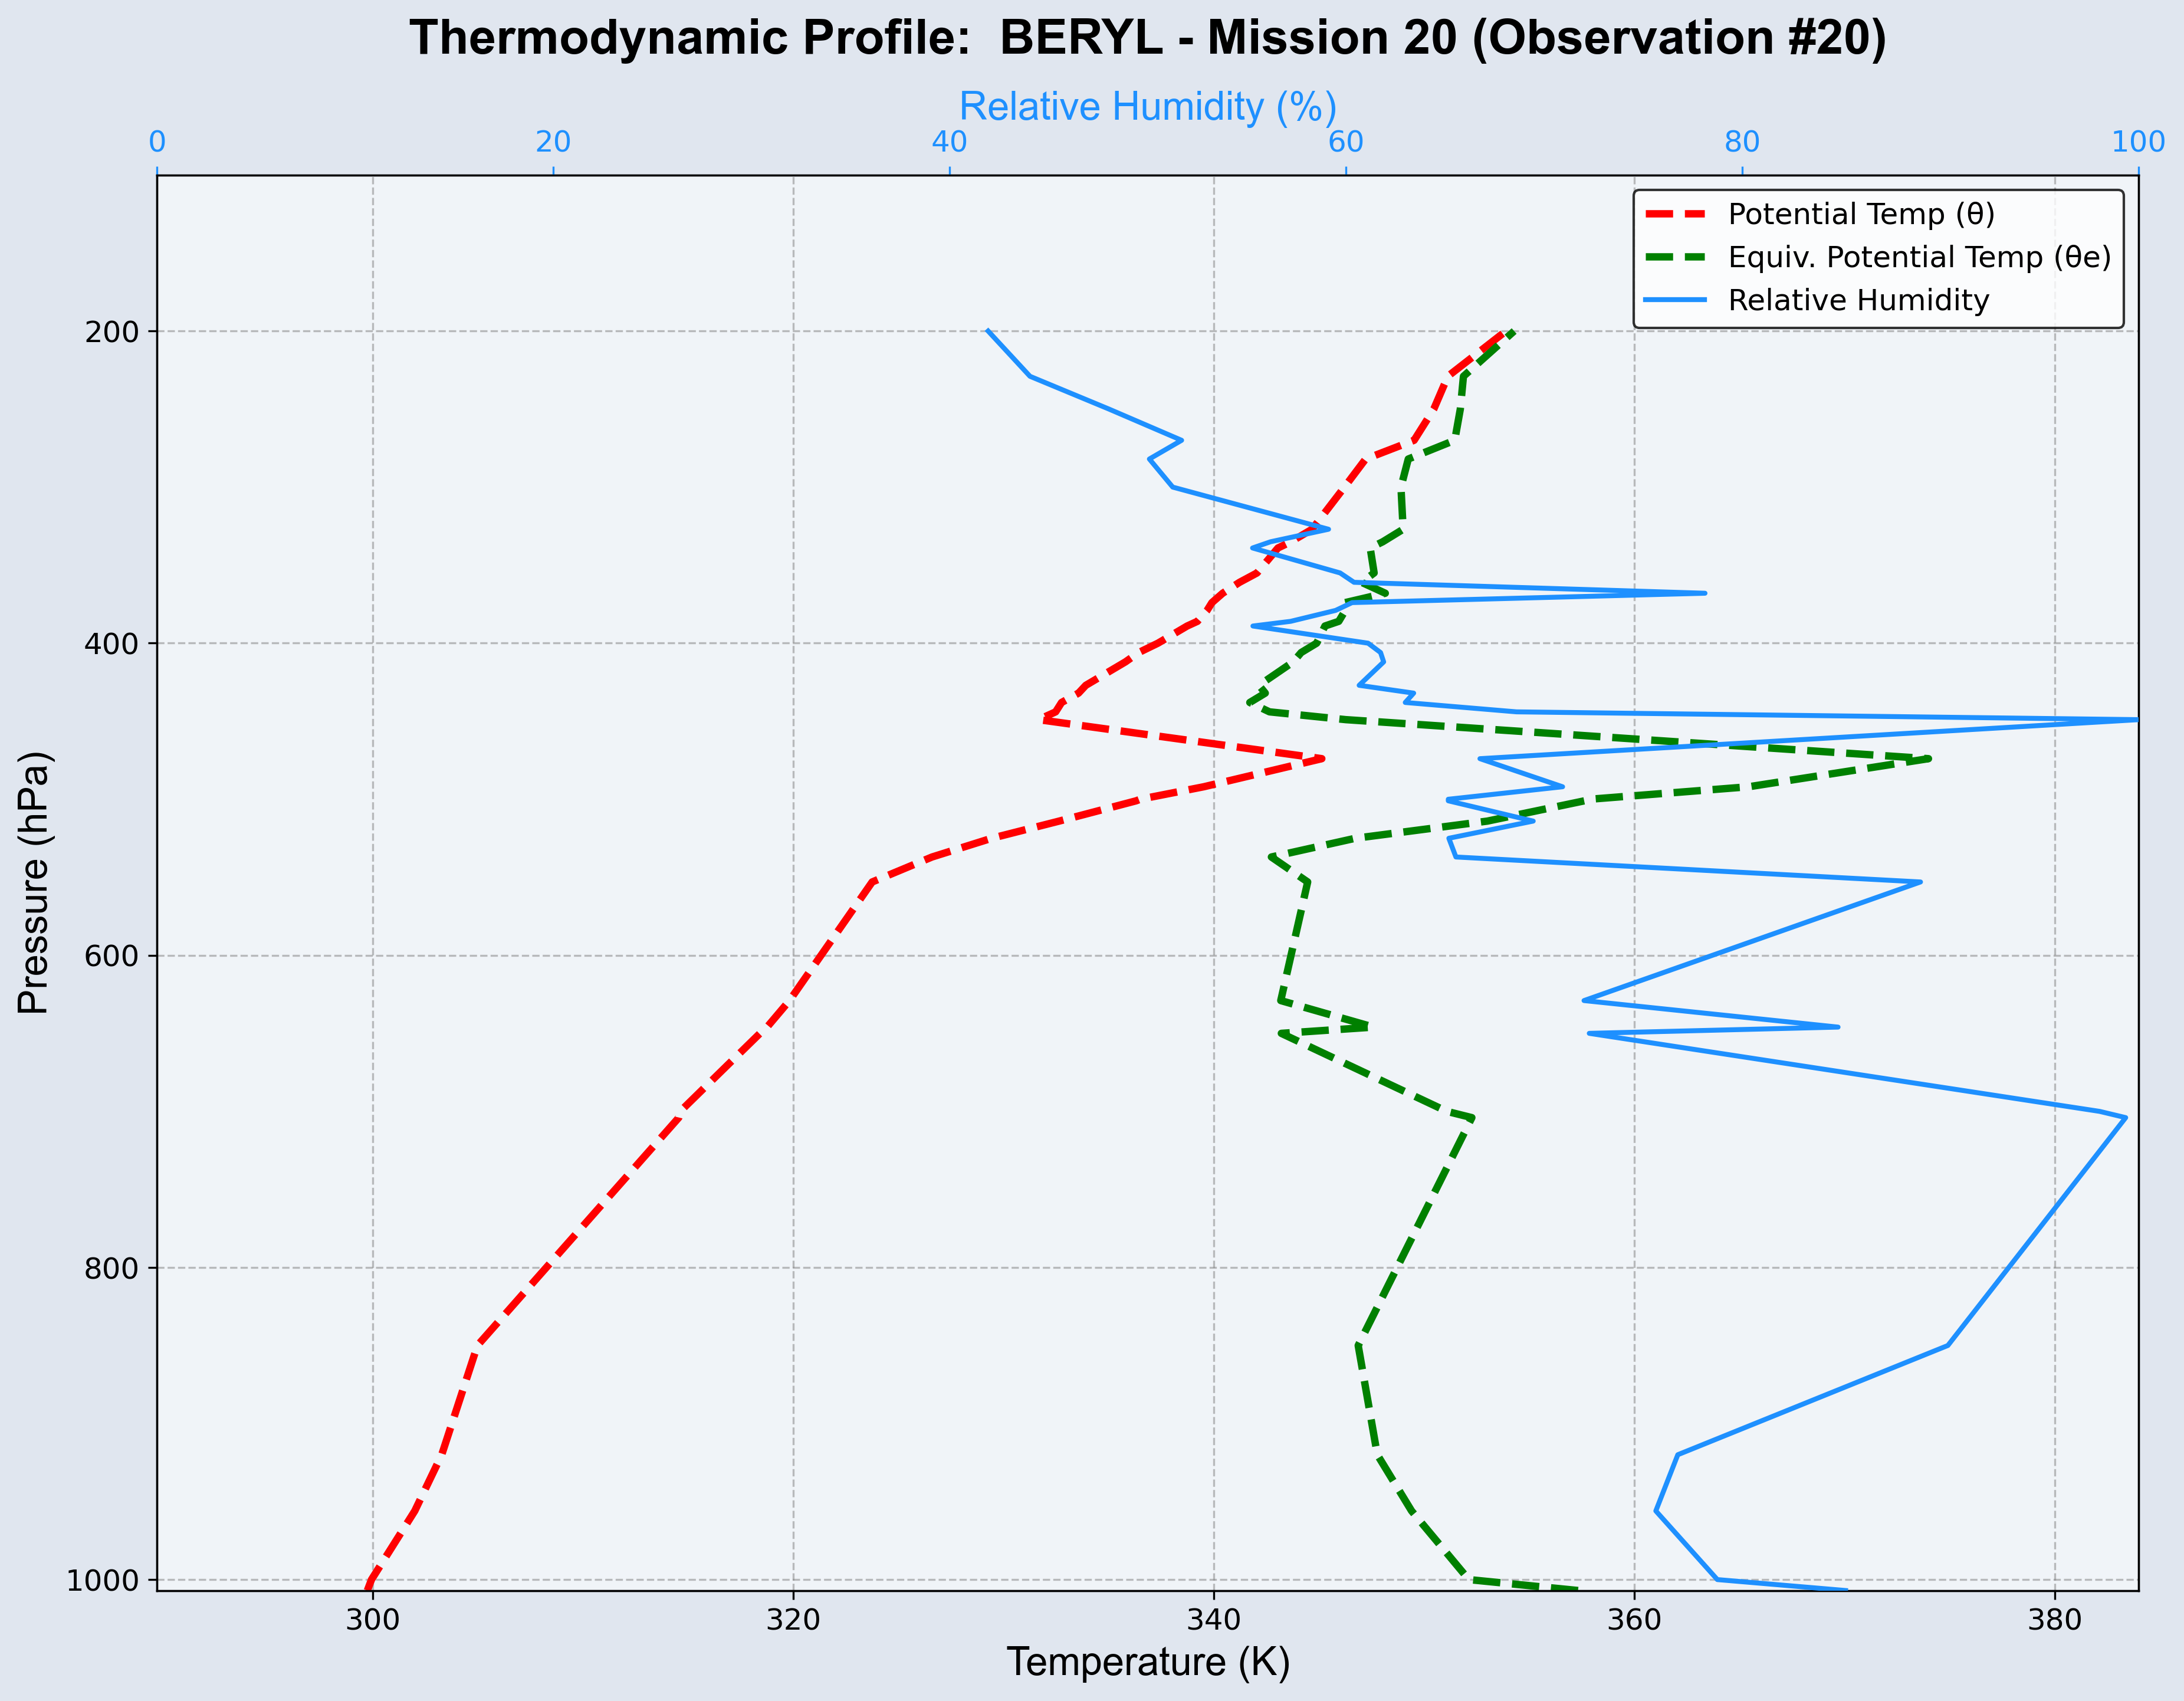 Thermodynamic Profile:  BERYL - Mission 20 (Observation #20)
Relative Humidity (%)
0 20 40 60 80 100
Potential Temp (θ)
Equiv. Potential Temp (θe)
Relative Humidity
Pressure (hPa)
200
400
600
800
1000
300 320 340 360 380
Temperature (K)